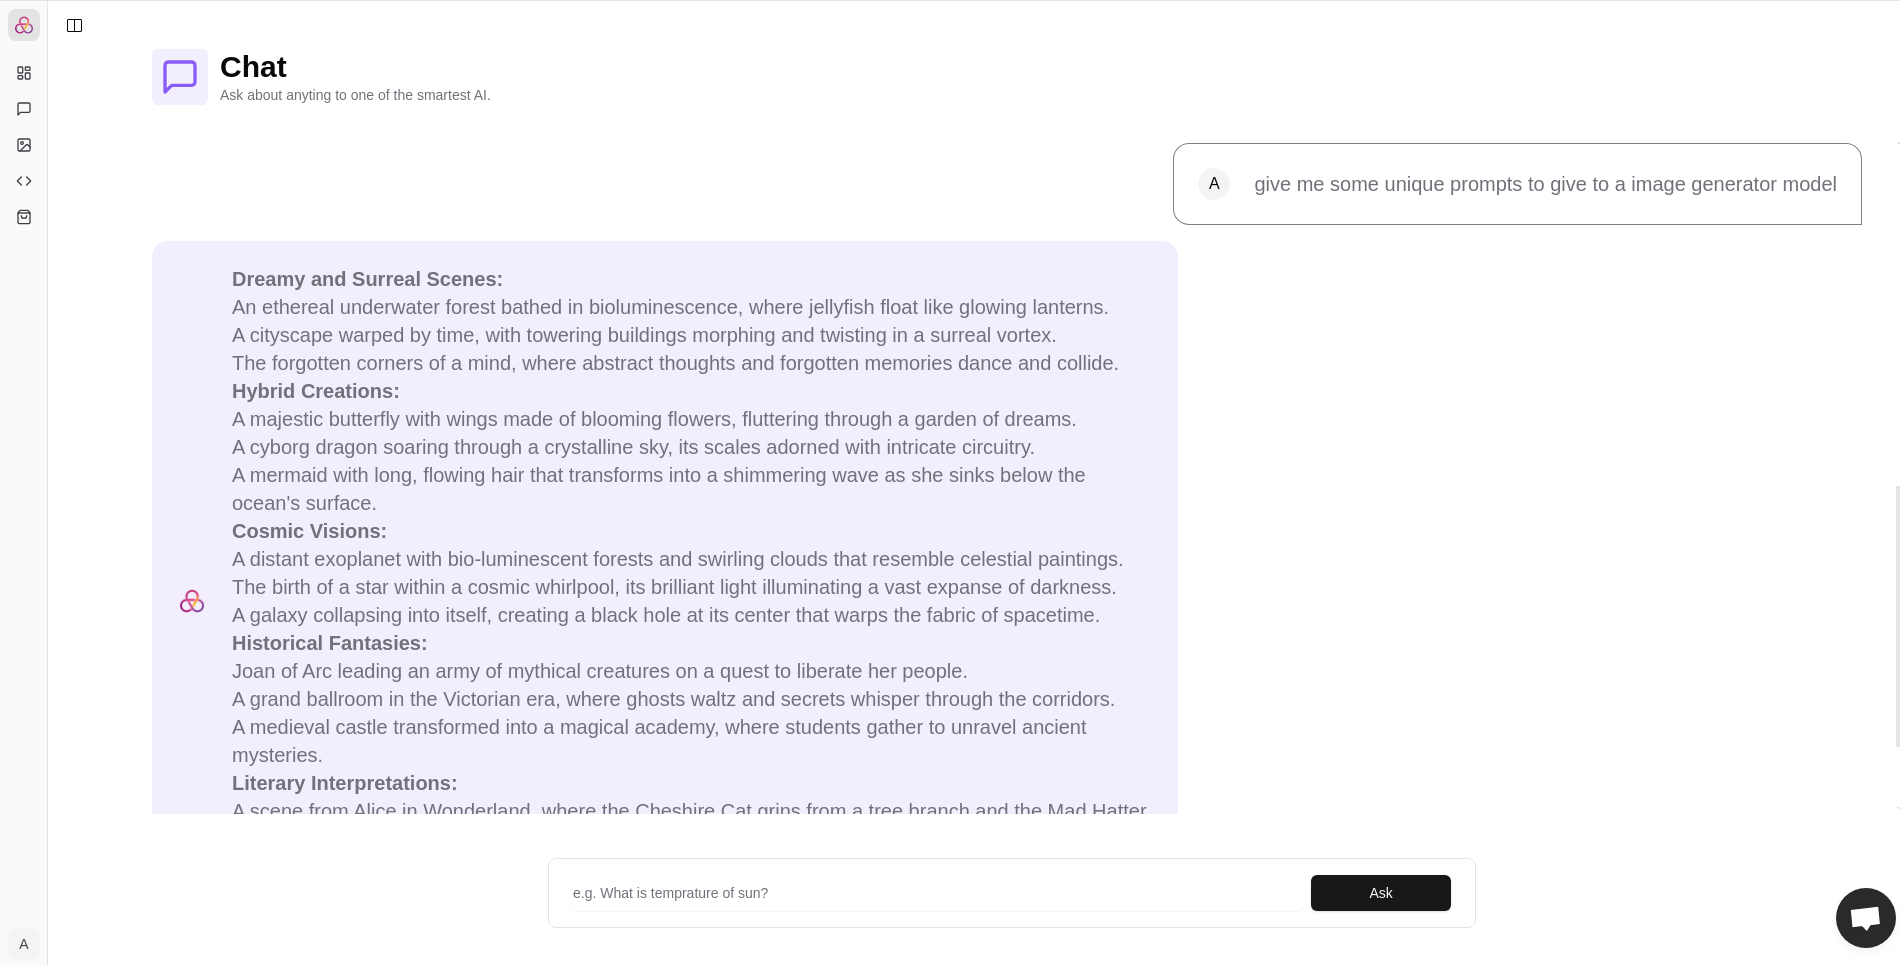 Chat
Ask about anyting to one of the smartest AI.
A
give me some unique prompts to give to a image generator model
Dreamy and Surreal Scenes:
An ethereal underwater forest bathed in bioluminescence, where jellyfish float like glowing lanterns.
A cityscape warped by time, with towering buildings morphing and twisting in a surreal vortex.
The forgotten corners of a mind, where abstract thoughts and forgotten memories dance and collide.
Hybrid Creations:
A majestic butterfly with wings made of blooming flowers, fluttering through a garden of dreams.
A cyborg dragon soaring through a crystalline sky, its scales adorned with intricate circuitry.
A mermaid with long, flowing hair that transforms into a shimmering wave as she sinks below the
ocean's surface.
Cosmic Visions:
A distant exoplanet with bio-luminescent forests and swirling clouds that resemble celestial paintings.
The birth of a star within a cosmic whirlpool, its brilliant light illuminating a vast expanse of darkness.
A galaxy collapsing into itself, creating a black hole at its center that warps the fabric of spacetime.
Historical Fantasies:
Joan of Arc leading an army of mythical creatures on a quest to liberate her people.
A grand ballroom in the Victorian era, where ghosts waltz and secrets whisper through the corridors.
A medieval castle transformed into a magical academy, where students gather to unravel ancient
mysteries.
Literary Interpretations:
A scene from Alice in Wonderland, where the Cheshire Cat grins from a tree branch and the Mad Hatter
e.g. What is temprature of sun?
Ask
A